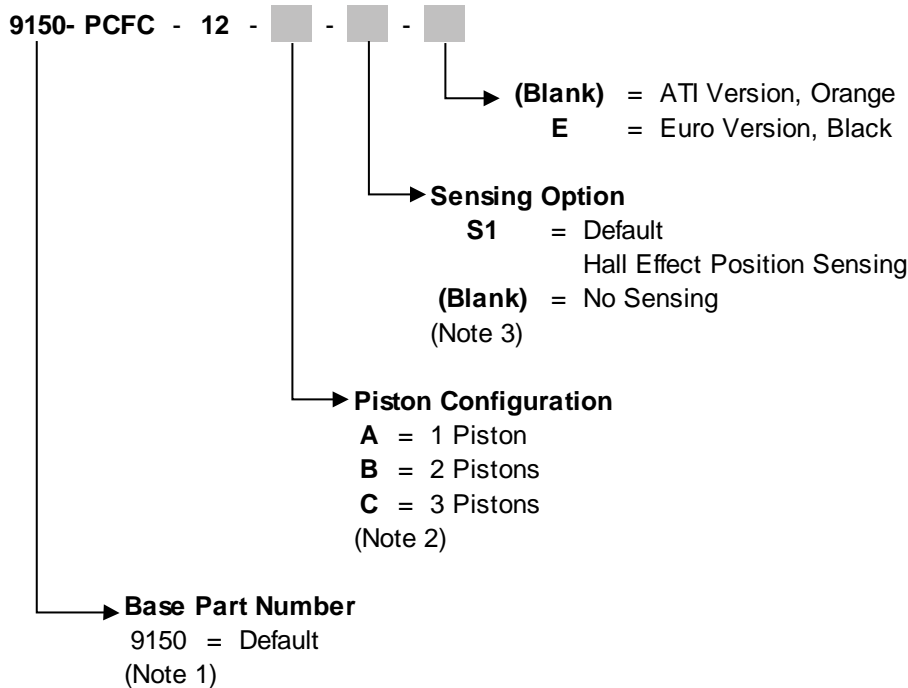 9150- PCFC - 12 - - -
(Blank) = ATI Version, Orange
E = Euro Version, Black
Sensing Option
S1 = Default
Hall Effect Position Sensing
(Blank) = No Sensing
(Note 3)
Piston Configuration
A = 1 Piston
B = 2 Pistons
C = 3 Pistons
(Note 2)
Base Part Number
9150 = Default
(Note 1)